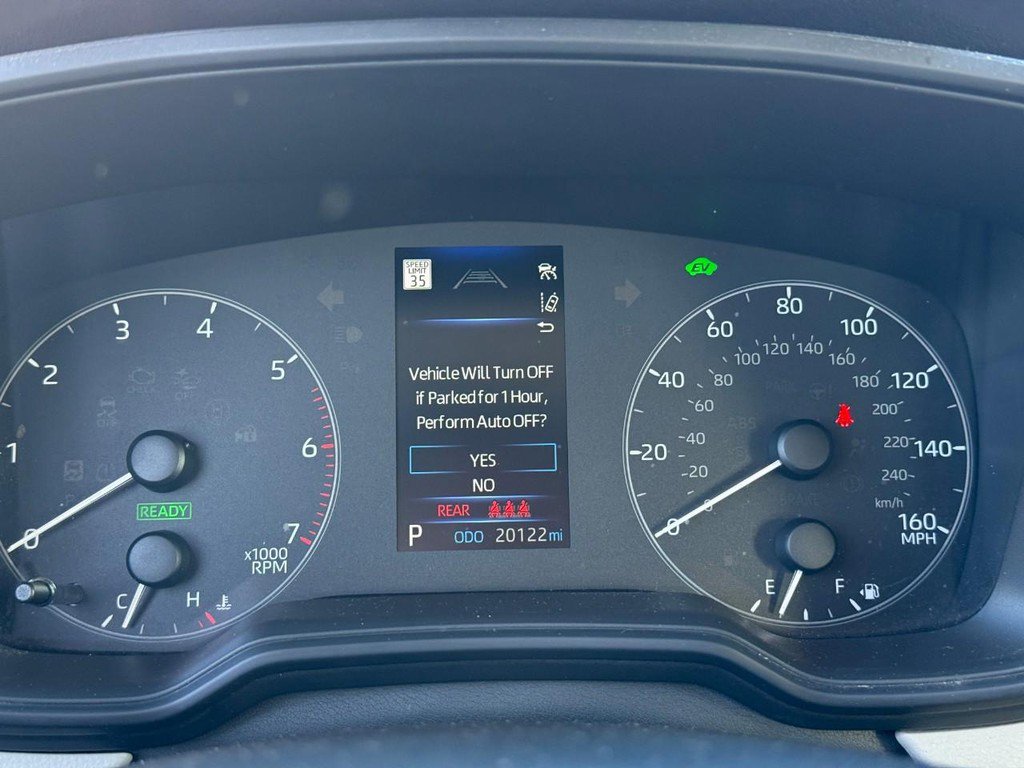 SPEED
LIMIT
35
EV
Vehicle Will Turn OFF
if Parked for 1 Hour,
Perform Auto OFF?
YES
NO
REAR
P ODO 20122 mi
0
1
2
3
4
5
6
7
x1000
RPM
READY
C H
0
20
40
60
80
100
120
140
160
MPH
0
20
40
60
80
100
120
140
160
180
200
220
240
km/h
ABS
E F